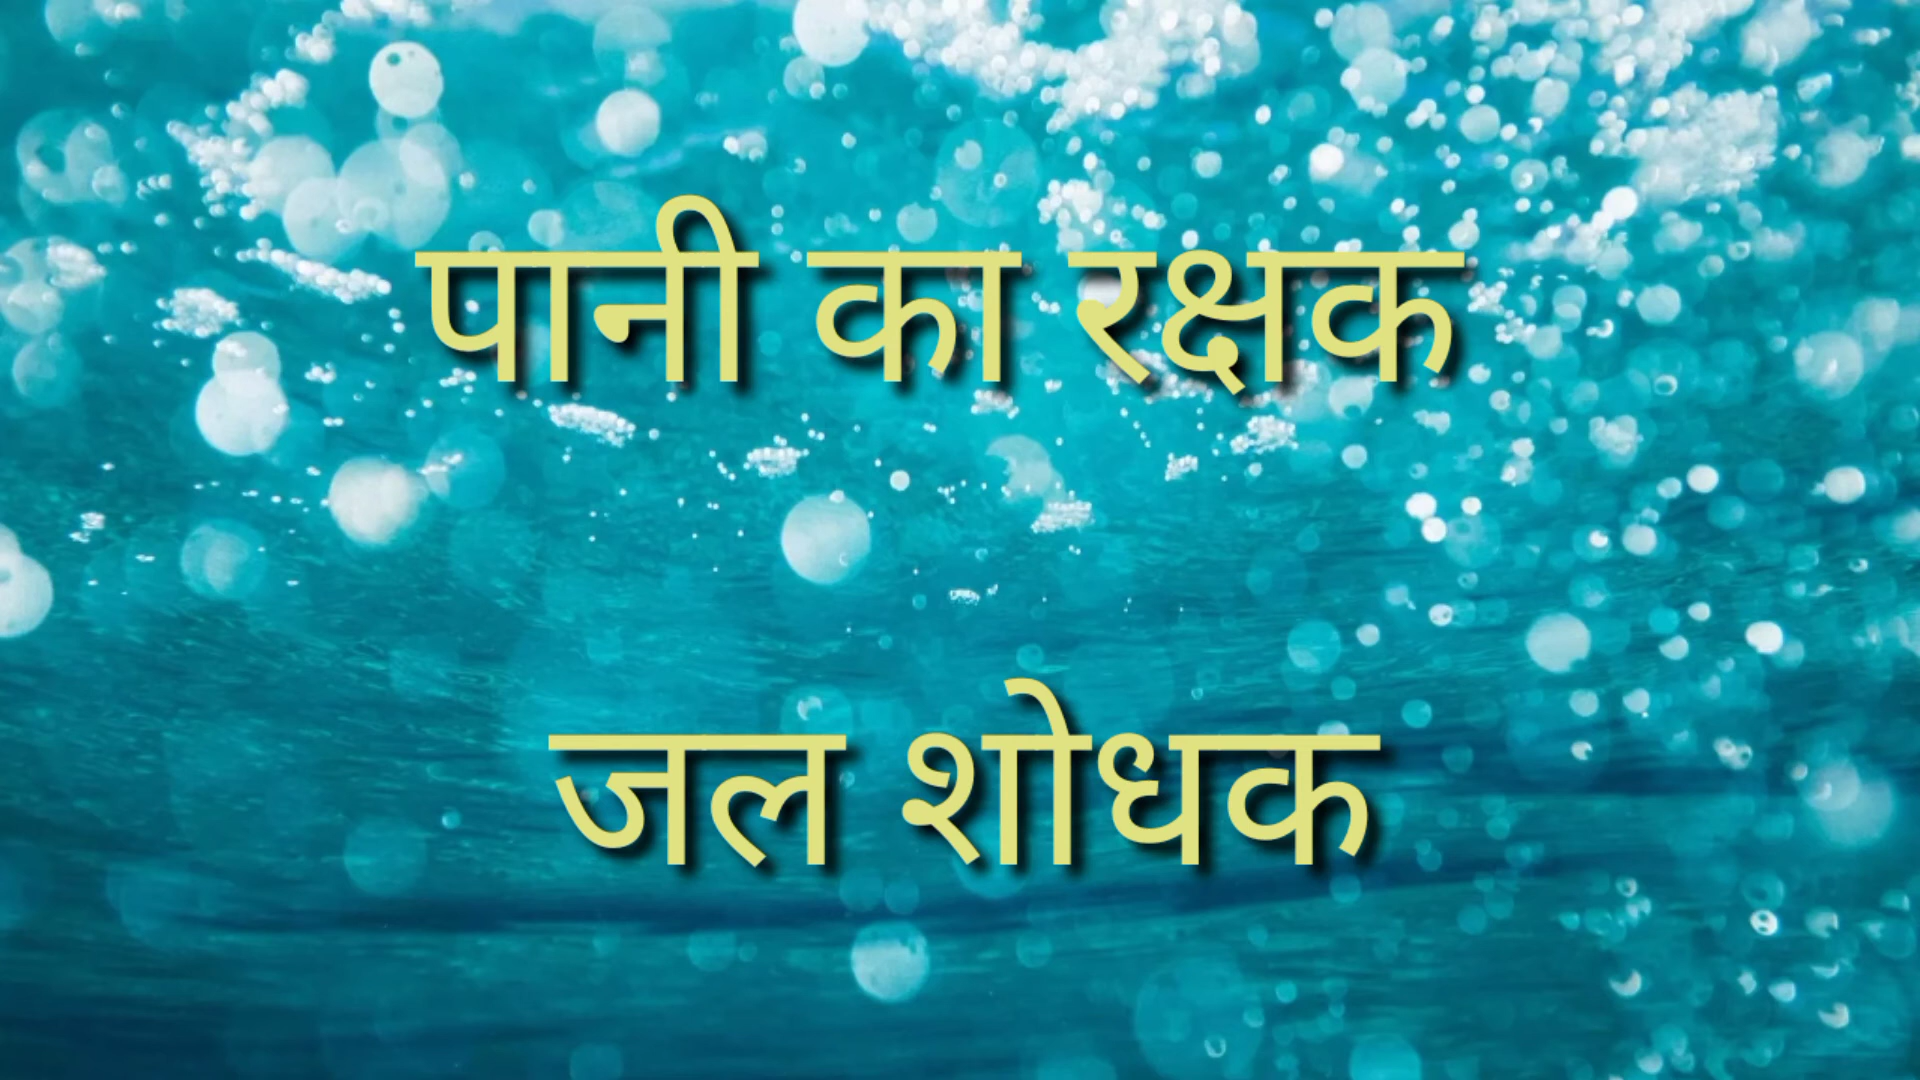 पानी का रक्षक
जल शोधक